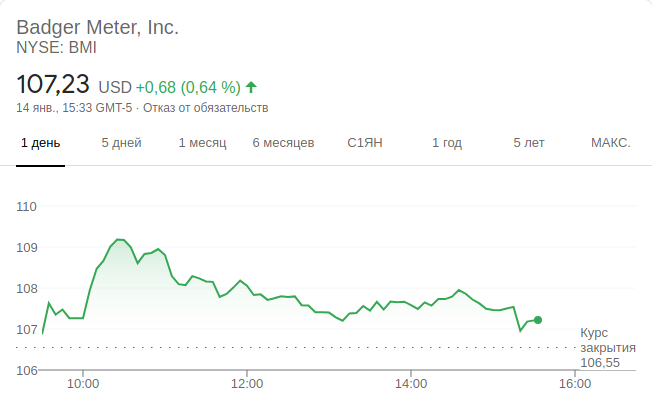 Badger Meter, Inc.
NYSE: BMI
107,23 USD +0,68 (0,64 %)
14 янв., 15:33 GMT-5 · Отказ от обязательств
1 день 5 дней 1 месяц 6 месяцев С1ЯН 1 год 5 лет МАКС.
110
109
108
107
Курс
закрытия
106,55
106
10:00 12:00 14:00 16:00